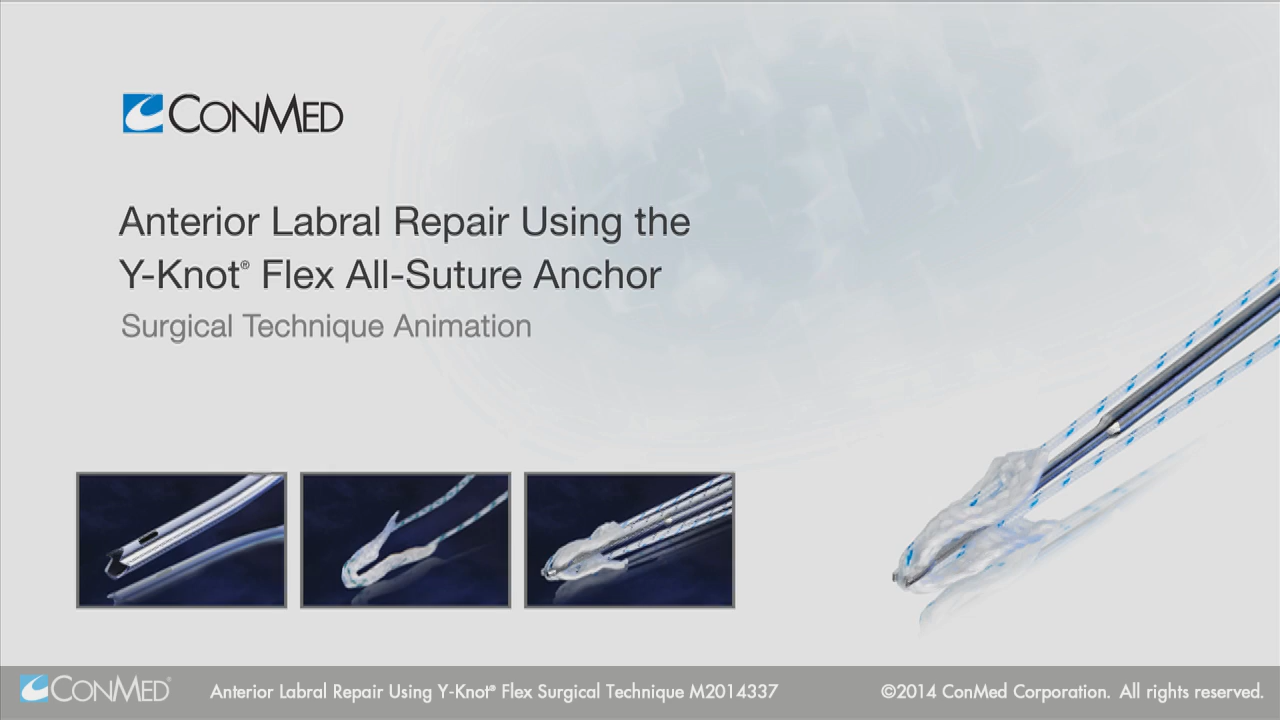 CONMED
Anterior Labral Repair Using the
Y-Knot® Flex All-Suture Anchor
Surgical Technique Animation
CONMED® Anterior Labral Repair Using Y-Knot® Flex Surgical Technique M2014337 ©2014 ConMed Corporation. All rights reserved.